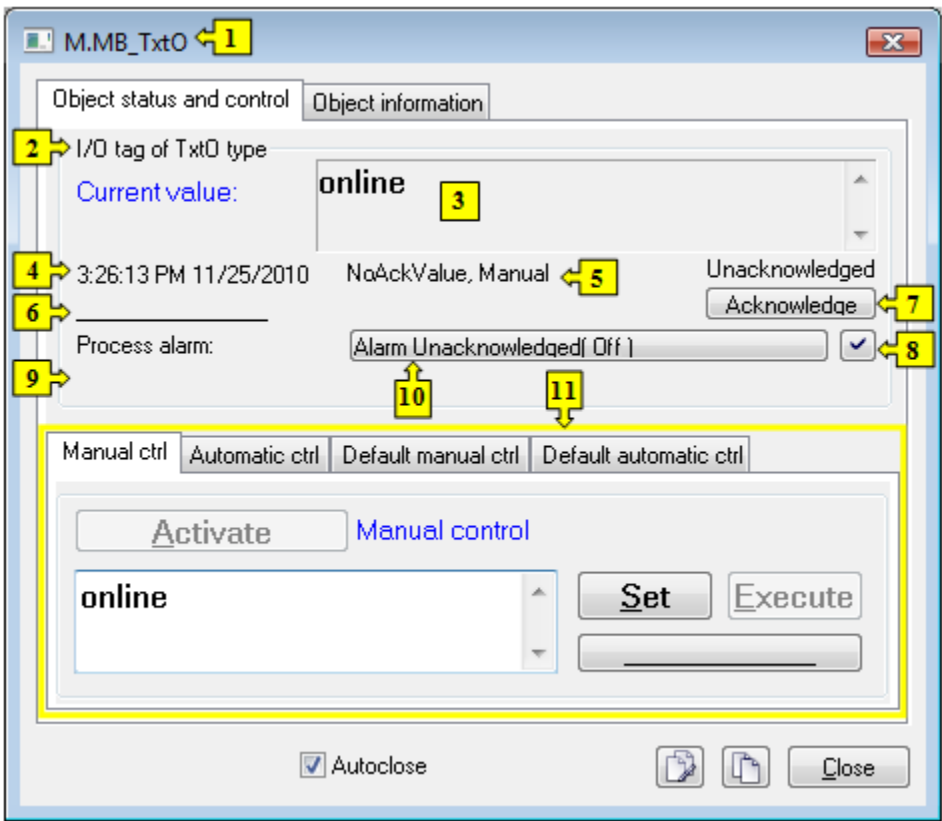 M.MB_TxtO 1
Object status and control Object information
2 I/O tag of TxtO type
Current value: online 3
4 3:26:13 PM 11/25/2010 NoAckValue, Manual 5 Unacknowledged
6 Acknowledge 7
Process alarm: Alarm Unacknowledged( Off ) 8
9 10 11
Manual ctrl Automatic ctrl Default manual ctrl Default automatic ctrl
Activate Manual control
online Set Execute
Autoclose Close